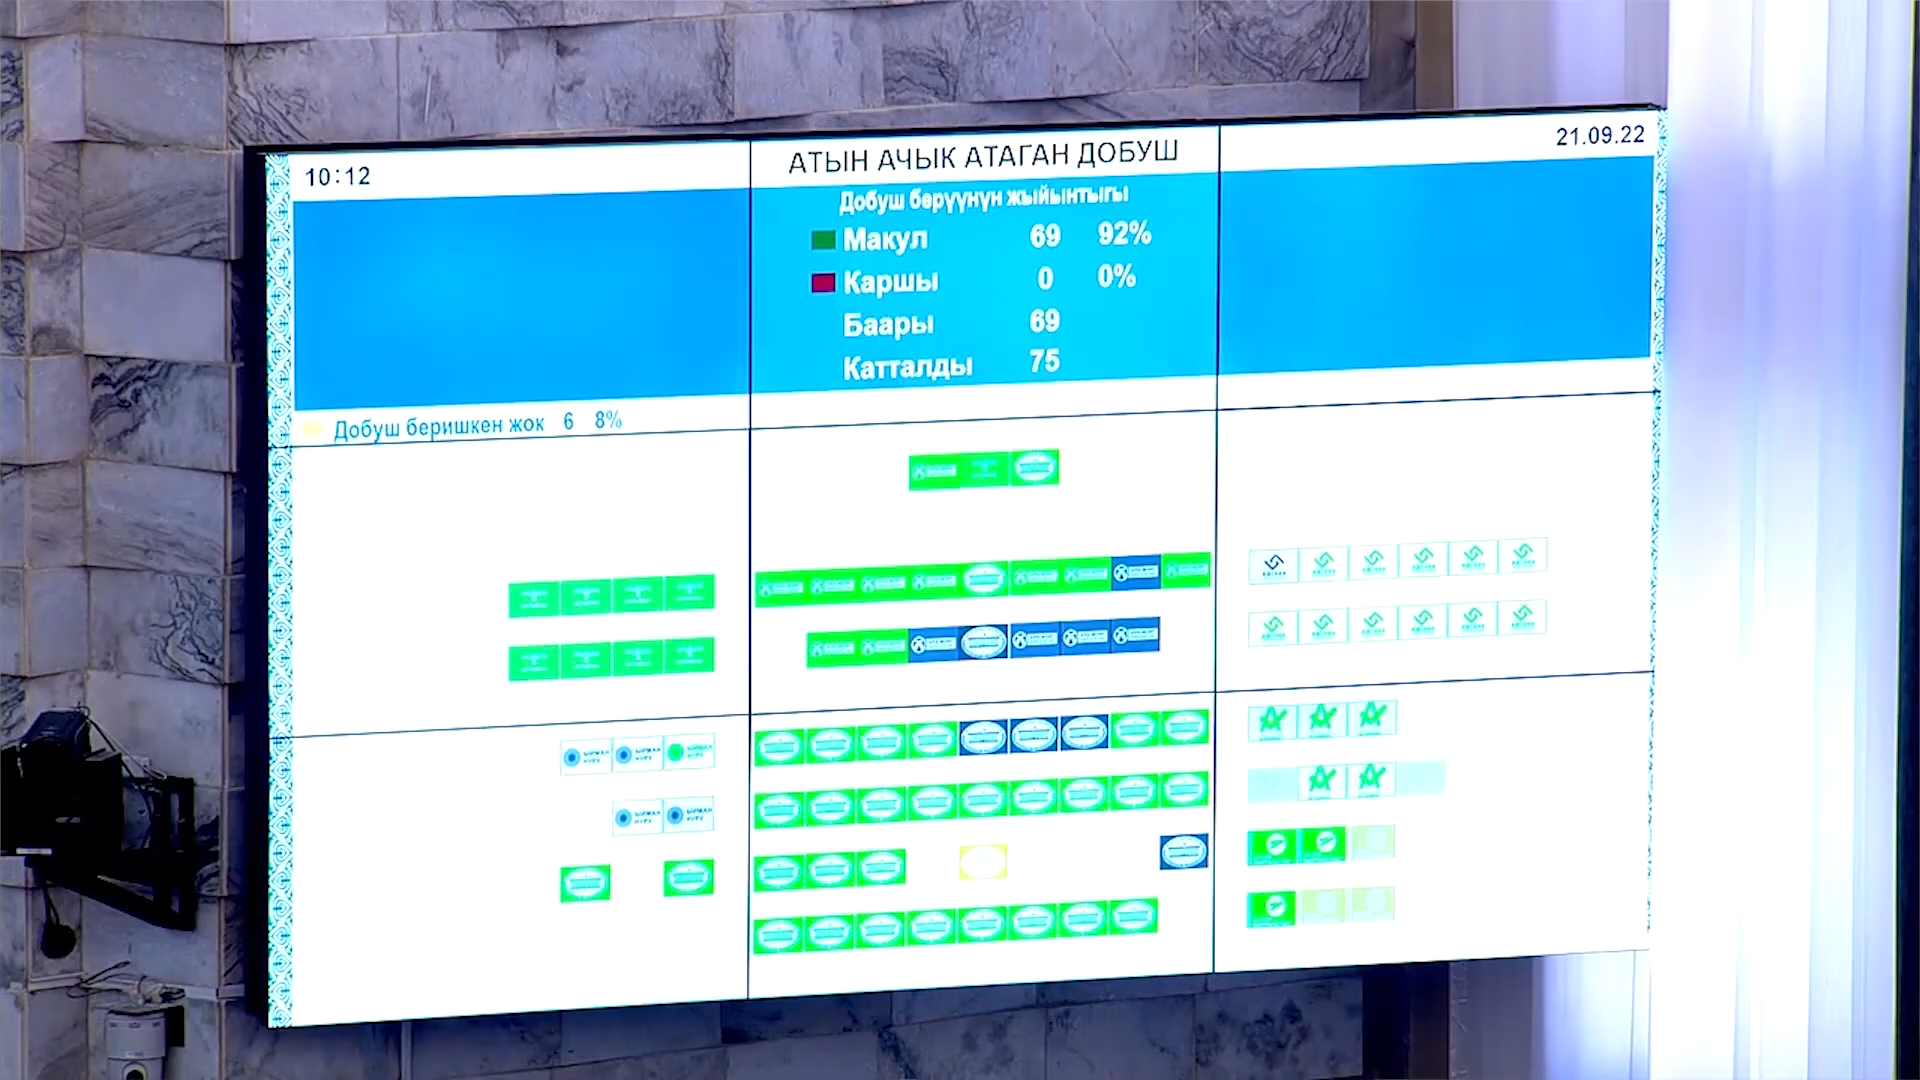 10:12
АТЫН АЧЫК АТАГАН ДОБУШ
21.09.22
Добуш берүүнүн жыйынтыгы
Макул 69 92%
Каршы 0 0%
Баары 69
Катталды 75
Добуш беришкен жок 6 8%